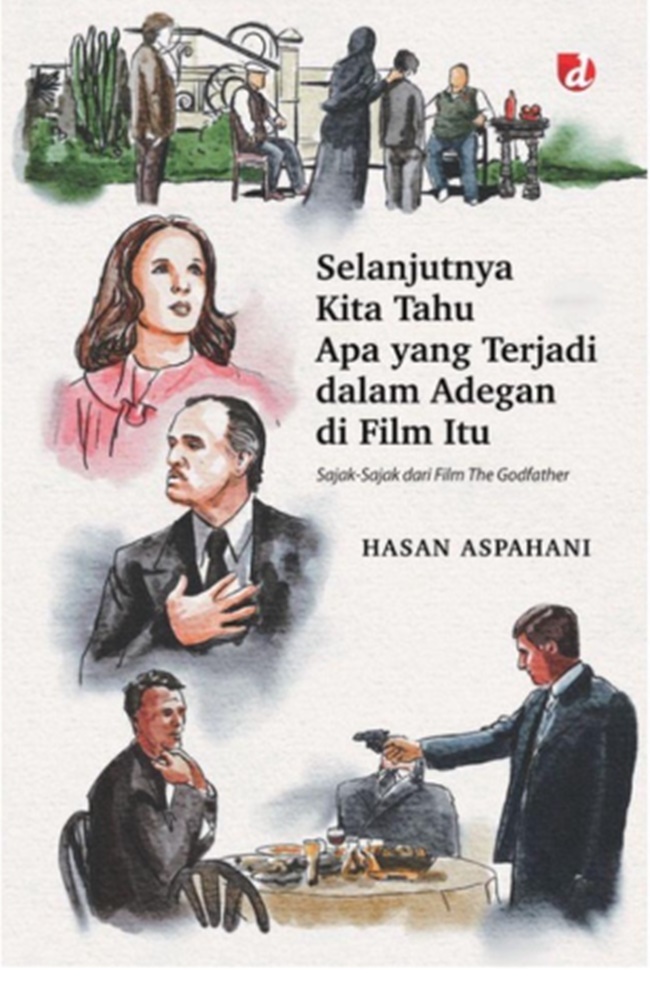 d
Selanjutnya
Kita Tahu
Apa yang Terjadi
dalam Adegan
di Film Itu
Sajak-Sajak dari Film The Godfather
HASAN ASPAHANI